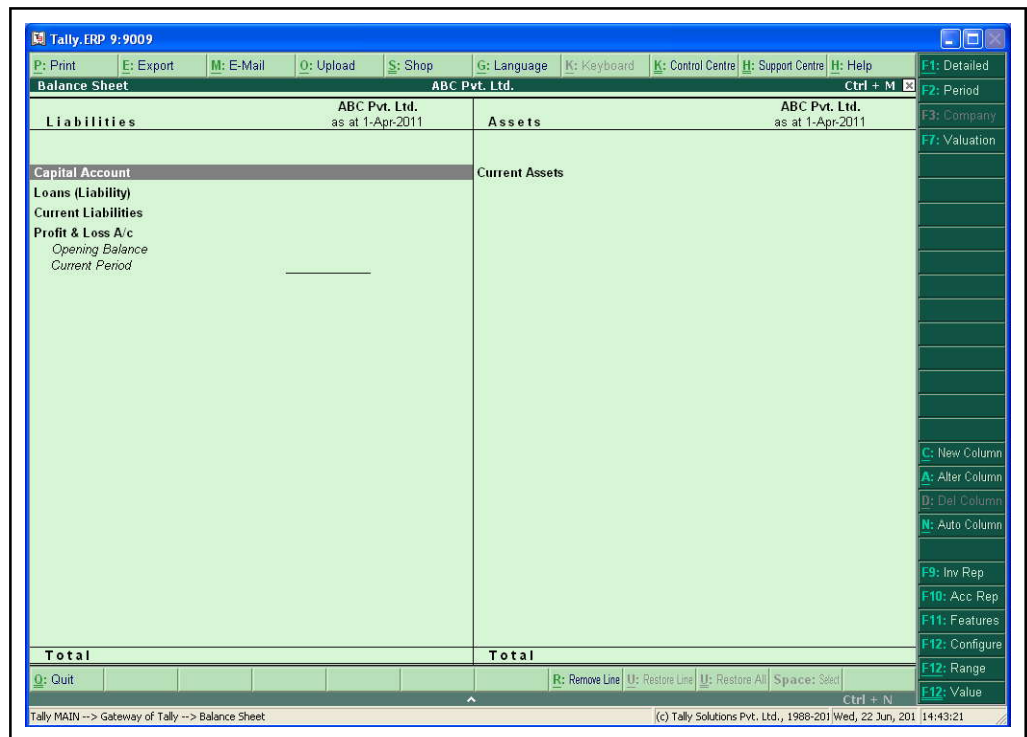 Tally.ERP 9:9009
P: Print E: Export M: E-Mail O: Upload S: Shop G: Language K: Keyboard K: Control Centre H: Support Centre H: Help
Balance Sheet ABC Pvt. Ltd. Ctrl + M
ABC Pvt. Ltd. ABC Pvt. Ltd.
Liabilities as at 1-Apr-2011 Assets as at 1-Apr-2011
Capital Account Current Assets
Loans (Liability)
Current Liabilities
Profit & Loss A/c
Opening Balance
Current Period
Total Total
Q: Quit R: Remove Line U: Restore Line U: Restore All Space: Select
Ctrl + N
Tally MAIN --> Gateway of Tally --> Balance Sheet (c) Tally Solutions Pvt. Ltd., 1988-201 Wed, 22 Jun, 201 14:43:21
F1: Detailed
F2: Period
F3: Company
F7: Valuation
C: New Column
A: Alter Column
D: Del Column
N: Auto Column
F9: Inv Rep
F10: Acc Rep
F11: Features
F12: Configure
F12: Range
F12: Value